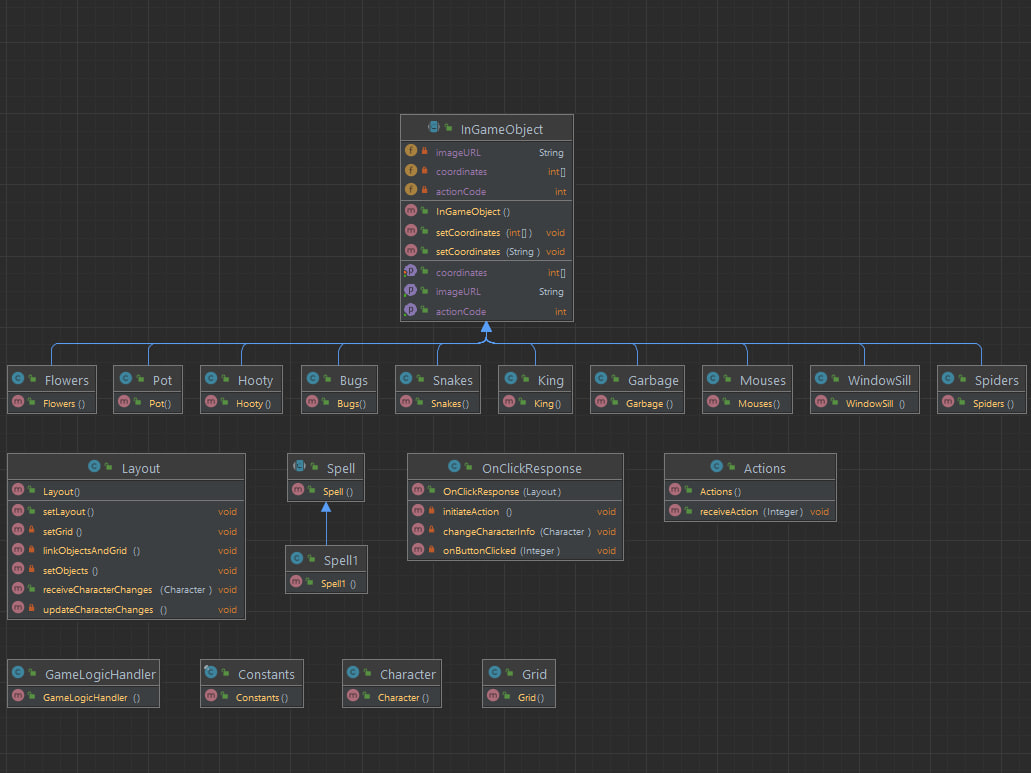 InGameObject
imageURL String
coordinates int[]
actionCode int
InGameObject ()
setCoordinates (int[] ) void
setCoordinates (String ) void
coordinates int[]
imageURL String
actionCode int
Flowers Pot Hooty Bugs Snakes King Garbage Mouses WindowSill Spiders
Flowers () Pot() Hooty () Bugs() Snakes() King() Garbage () Mouses() WindowSill () Spiders ()
Layout
Layout()
setLayout () void
setGrid () void
linkObjectsAndGrid () void
setObjects () void
receiveCharacterChanges (Character ) void
updateCharacterChanges () void
Spell
Spell ()
Spell1
Spell1 ()
OnClickResponse
OnClickResponse (Layout )
initiateAction () void
changeCharacterInfo (Character ) void
onButtonClicked (Integer ) void
Actions
Actions ()
receiveAction (Integer ) void
GameLogicHandler
GameLogicHandler ()
Constants
Constants ()
Character
Character ()
Grid
Grid ()